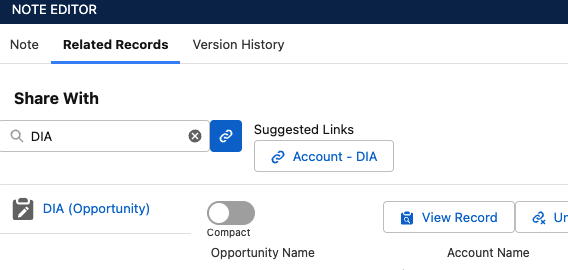 NOTE EDITOR
Note Related Records Version History
Share With
DIA
Suggested Links
Account - DIA
DIA (Opportunity)
Compact
View Record
Un
Opportunity Name Account Name